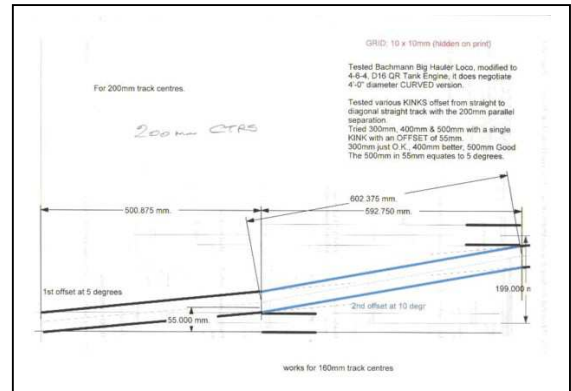 GRID: 10 x 10mm (hidden on print)
Tested Bachmann Big Hauler Loco, modified to
4-6-4, D16 QR Tank Engine, it does negotiate
4'-0" diameter CURVED version.
For 200mm track centres.
200mm CTRS
Tested various KINKS offset from straight to
diagonal straight track with the 200mm parallel
separation.
Tried 300mm, 400mm & 500mm with a single
KINK with an OFFSET of 55mm.
300mm just O.K., 400mm better, 500mm Good
The 500mm in 55mm equates to 5 degrees.
602.375 mm.
500.875 mm.
592.750 mm.
1st offset at 5 degrees
199.000 m
55.000 mm.
2nd offset at 10 degr
works for 160mm track centres